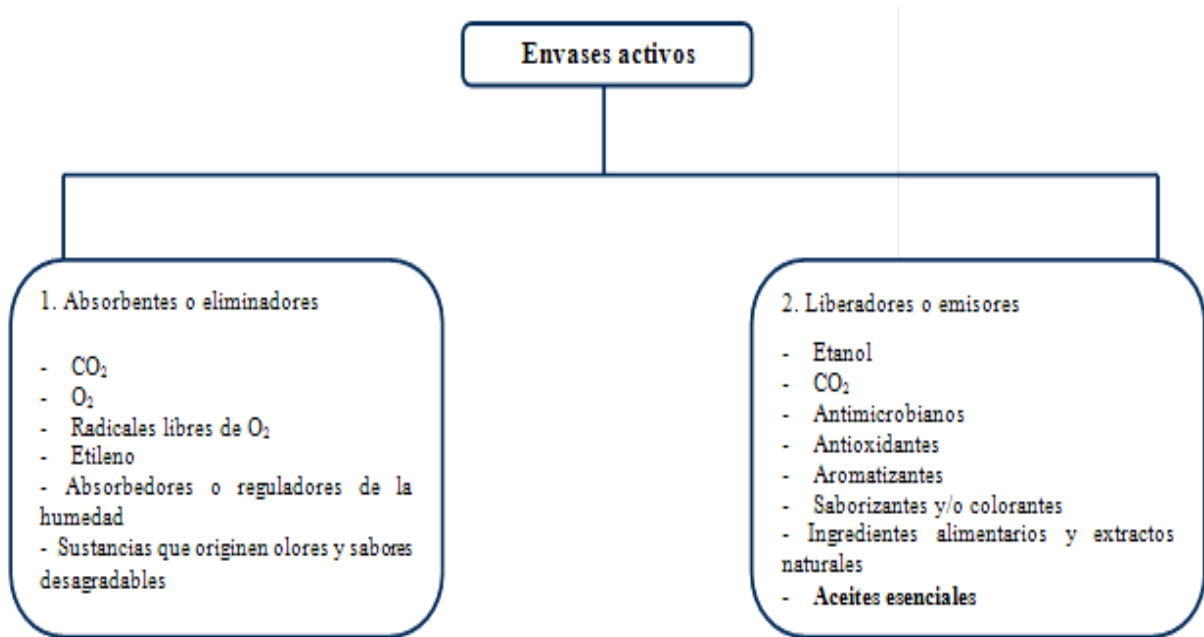 Envases activos
1. Absorbentes o eliminadores
- CO₂
- O₂
- Radicales libres de O₂
- Etileno
- Absorbedores o reguladores de la
humedad
- Sustancias que originen olores y sabores
desagradables
2. Liberadores o emisores
- Etanol
- CO₂
- Antimicrobianos
- Antioxidantes
- Aromatizantes
- Saborizantes y/o colorantes
- Ingredientes alimentarios y extractos
naturales
- Aceites esenciales